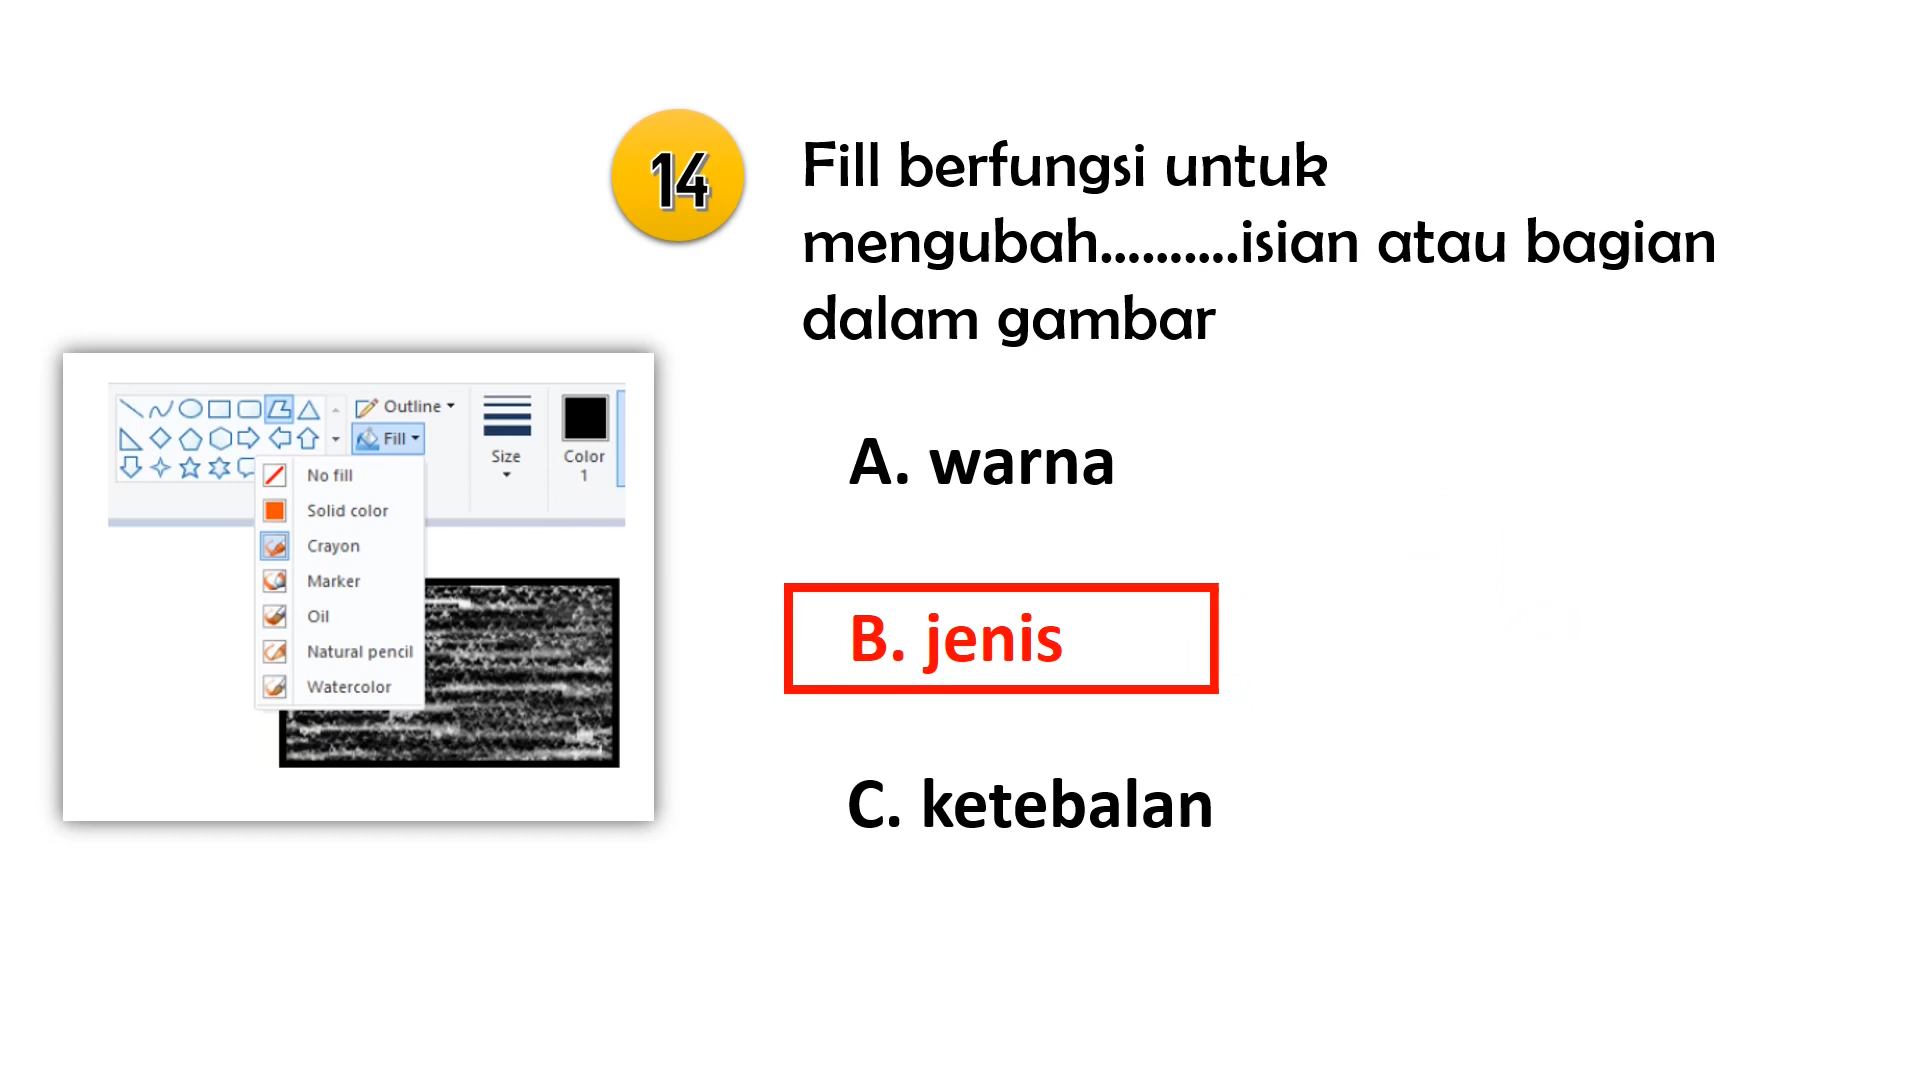 14
Fill berfungsi untuk
mengubah..........isian atau bagian
dalam gambar
Outline
Fill
Size
Color
1
No fill
Solid color
Crayon
Marker
Oil
Natural pencil
Watercolor
A. warna
B. jenis
C. ketebalan